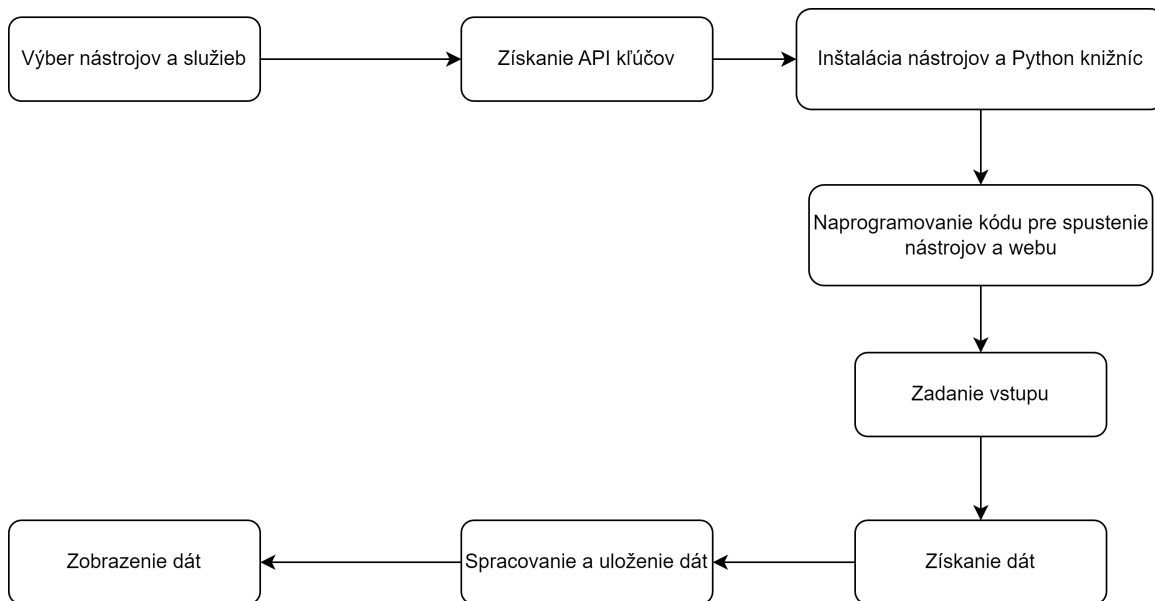 Výber nástrojov a služieb
Získanie API kľúčov
Inštalácia nástrojov a Python knižníc
Naprogramovanie kódu pre spustenie
nástrojov a webu
Zadanie vstupu
Získanie dát
Spracovanie a uloženie dát
Zobrazenie dát